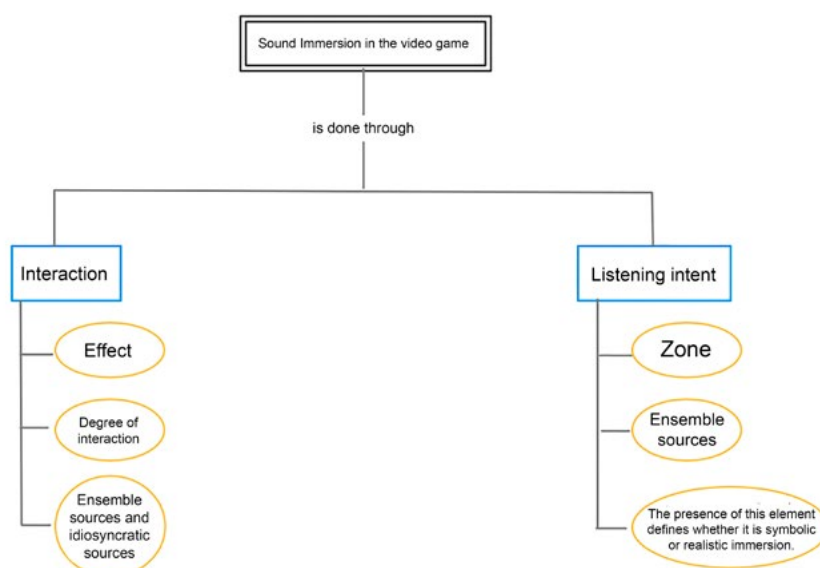 Sound Immersion in the video game
is done through
Interaction
Effect
Degree of
interaction
Ensemble
sources and
idiosyncratic
sources
Listening intent
Zone
Ensemble
sources
The presence of this element
defines whether it is symbolic
or realistic immersion.